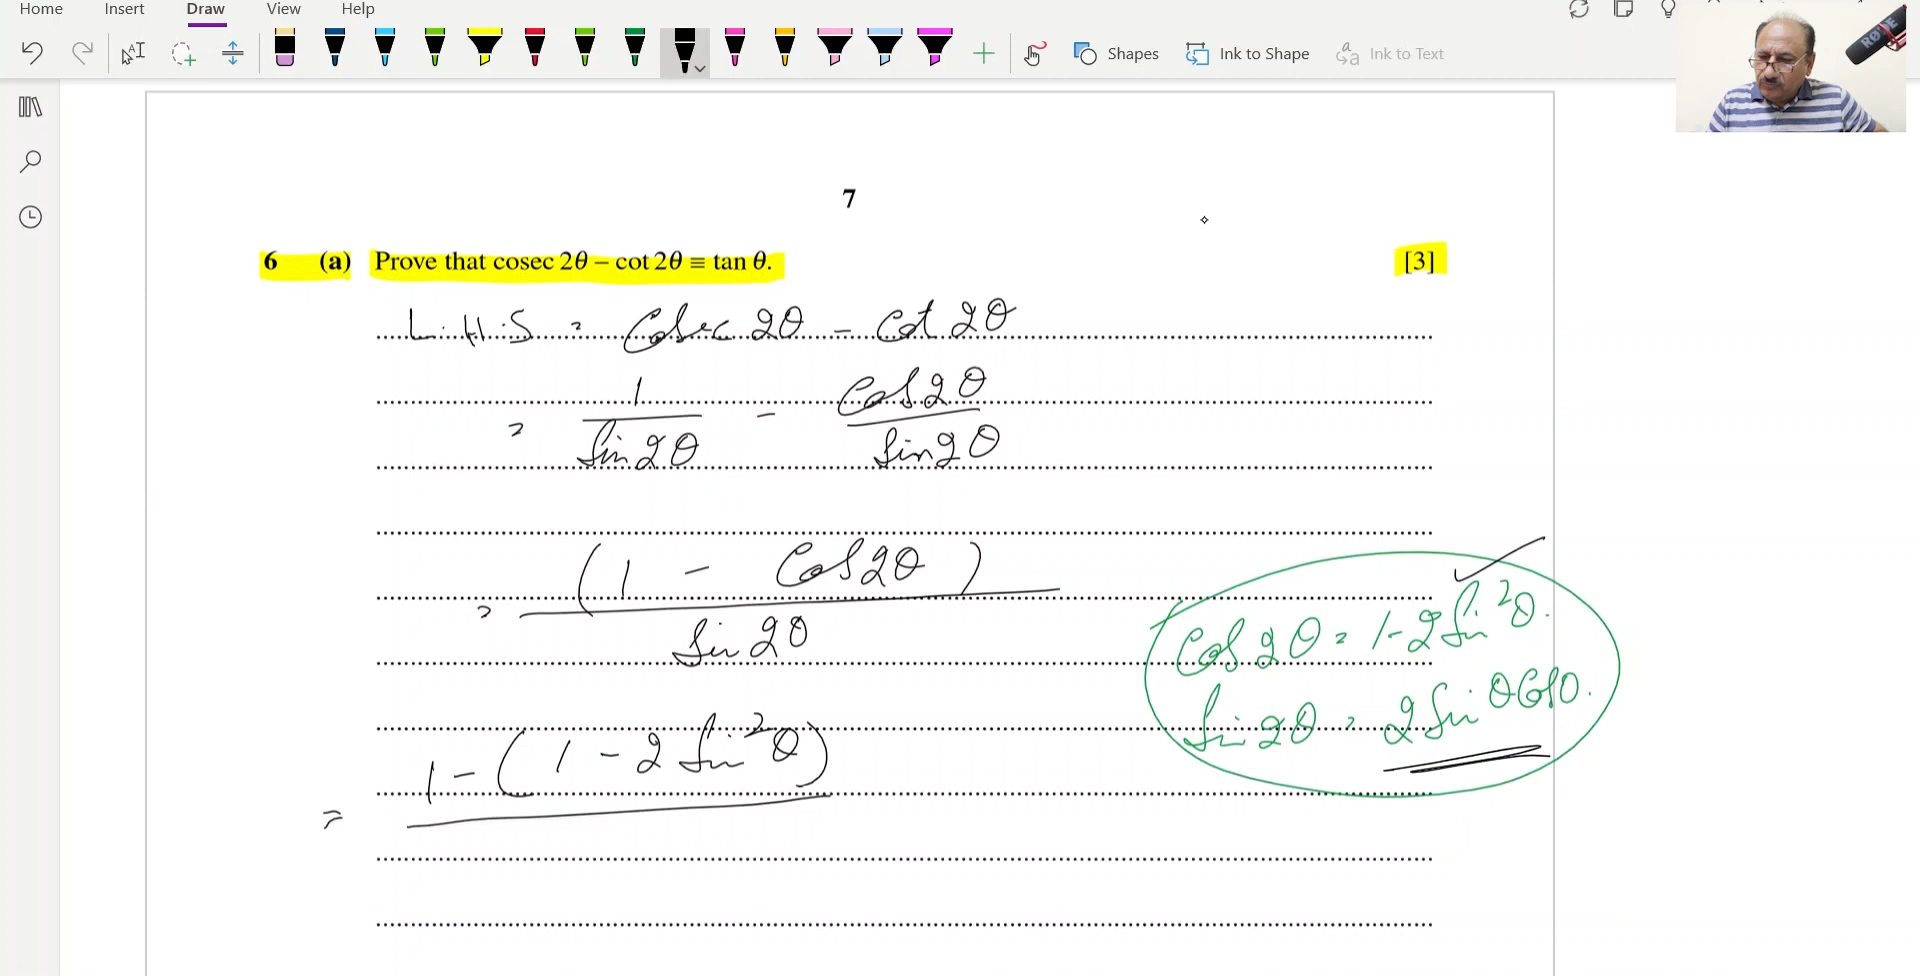 Home Insert Draw View Help
Shapes Ink to Shape Ink to Text
RØDE
7
6 (a) Prove that cosec 2θ − cot 2θ ≡ tan θ. [3]
L.H.S = Cosec 2θ − Cot 2θ
= 1/Sin 2θ − Cos 2θ/Sin 2θ
= (1 − Cos 2θ)/Sin 2θ
Cos 2θ = 1 − 2 Sin²θ.
Sin 2θ = 2 Sin θ Cos θ.
= 1 − (1 − 2 Sin²θ)